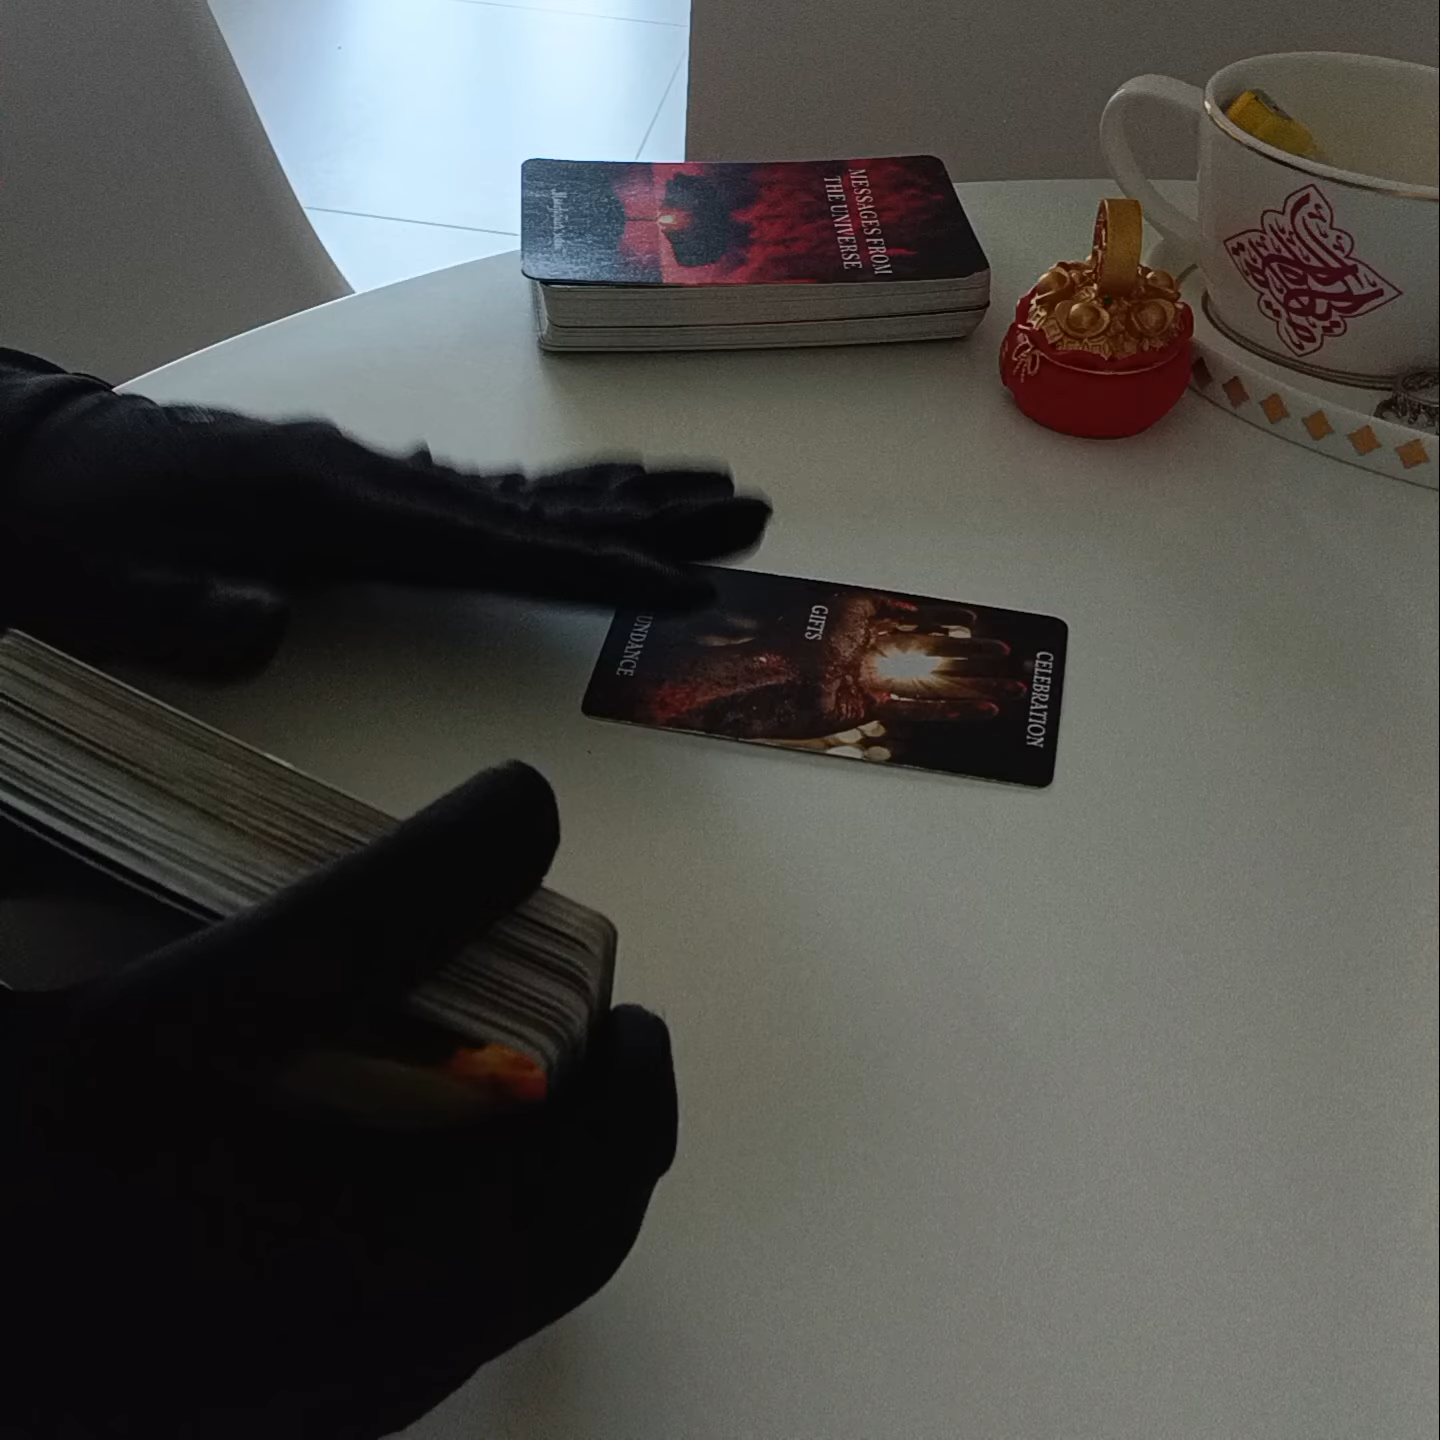 MESSAGES FROM
THE UNIVERSE
CELEBRATION
GIFTS
UNDANCE